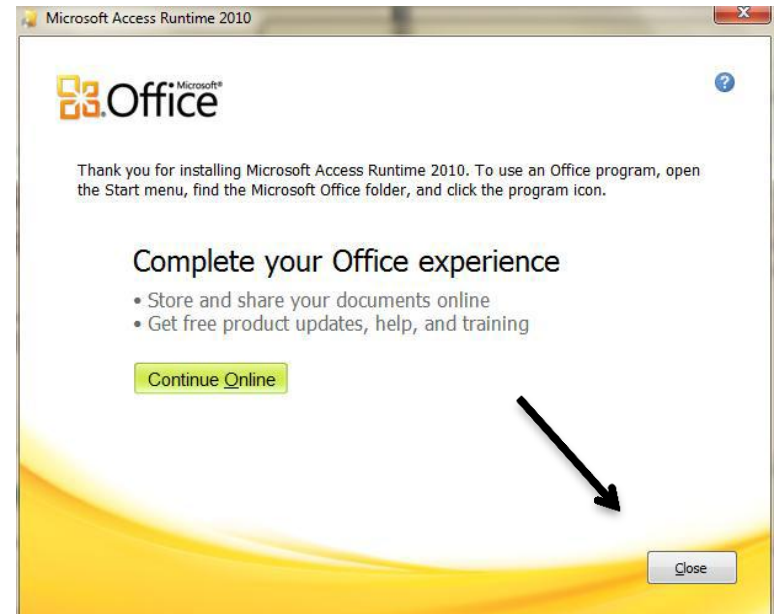 Microsoft Access Runtime 2010
Microsoft®
Office
Thank you for installing Microsoft Access Runtime 2010. To use an Office program, open
the Start menu, find the Microsoft Office folder, and click the program icon.
Complete your Office experience
• Store and share your documents online
• Get free product updates, help, and training
Continue Online
Close